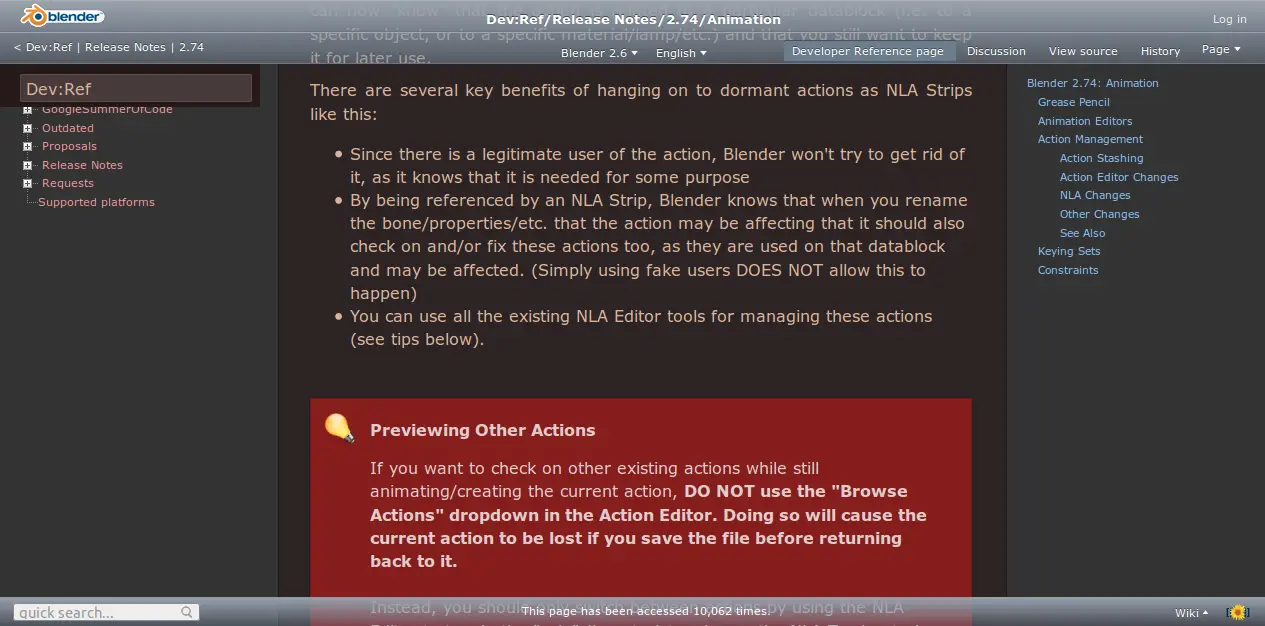 blender
Dev:Ref/Release Notes/2.74/Animation
Log in
< Dev:Ref | Release Notes | 2.74
Blender 2.6
English
Developer Reference page
Discussion
View source
History
Page
specific object, or to a specific material/lamp/etc.) and that you still want to keep
it for later use.
Dev:Ref
GoogleSummerOfCode
Outdated
Proposals
Release Notes
Requests
Supported platforms
There are several key benefits of hanging on to dormant actions as NLA Strips
like this:
Since there is a legitimate user of the action, Blender won't try to get rid of
it, as it knows that it is needed for some purpose
By being referenced by an NLA Strip, Blender knows that when you rename
the bone/properties/etc. that the action may be affecting that it should also
check on and/or fix these actions too, as they are used on that datablock
and may be affected. (Simply using fake users DOES NOT allow this to
happen)
You can use all the existing NLA Editor tools for managing these actions
(see tips below).
Previewing Other Actions
If you want to check on other existing actions while still
animating/creating the current action, DO NOT use the "Browse
Actions" dropdown in the Action Editor. Doing so will cause the
current action to be lost if you save the file before returning
back to it.
Instead, you should only by using the NLA
Blender 2.74: Animation
Grease Pencil
Animation Editors
Action Management
Action Stashing
Action Editor Changes
NLA Changes
Other Changes
See Also
Keying Sets
Constraints
quick search...
This page has been accessed 10,062 times.
Wiki